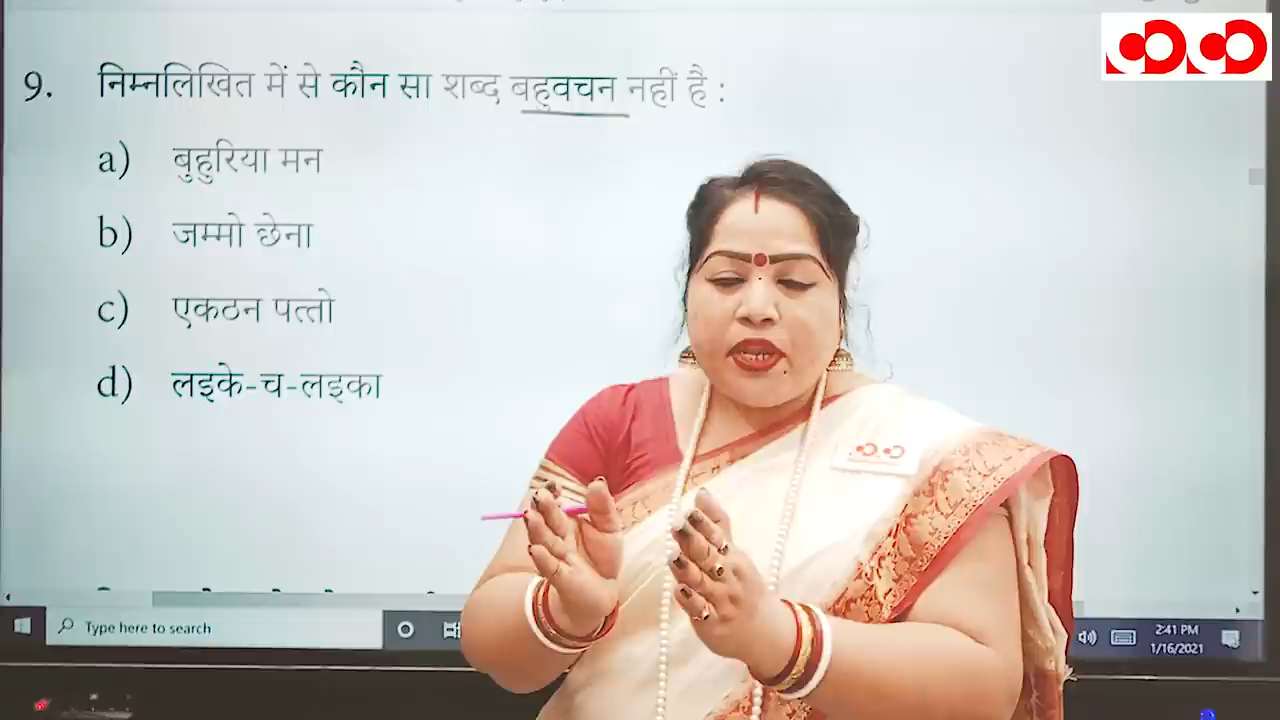 9. निम्नलिखित में से कौन सा शब्द बहुवचन नहीं है :
a) बुहुरिया मन
b) जम्मो छेना
c) एकठन पत्तो
d) लइके-च-लइका
Type here to search
2:41 PM
1/16/2021